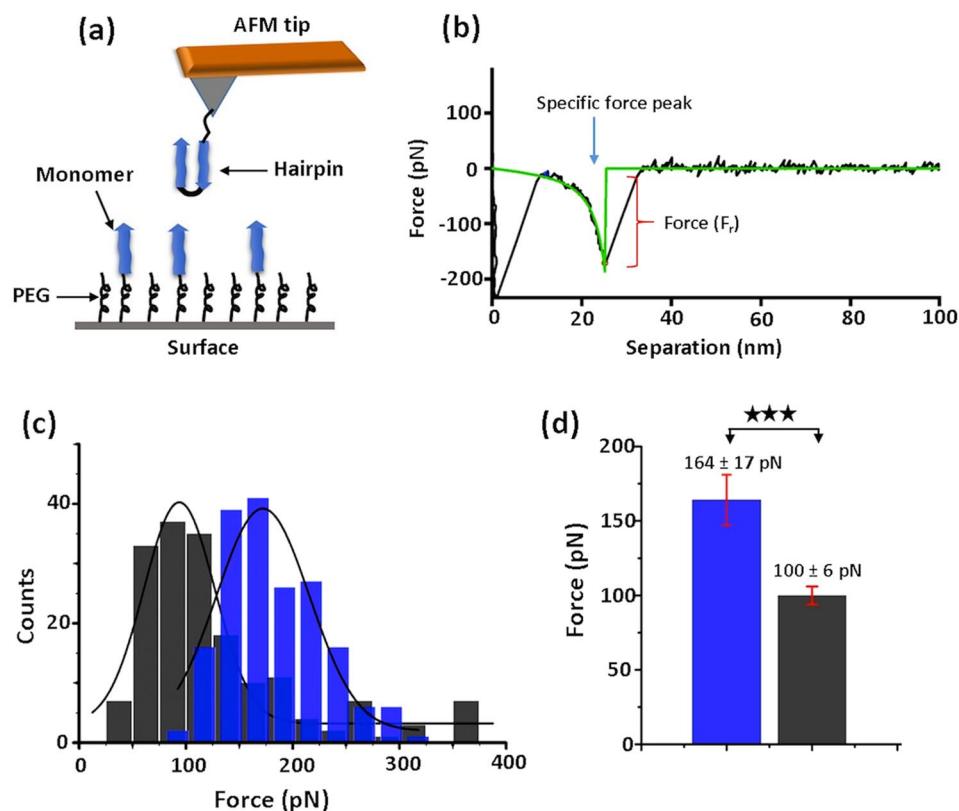 (a)
AFM tip
Hairpin
Monomer
PEG
Surface
(b)
Specific force peak
100
0
-100
-200
Force (pN)
Force (Fᵣ)
0 20 40 60 80 100
Separation (nm)
(c)
40
20
0
Counts
0 100 200 300 400
Force (pN)
(d)
★★★
200
150
100
50
0
Force (pN)
164 ± 17 pN
100 ± 6 pN